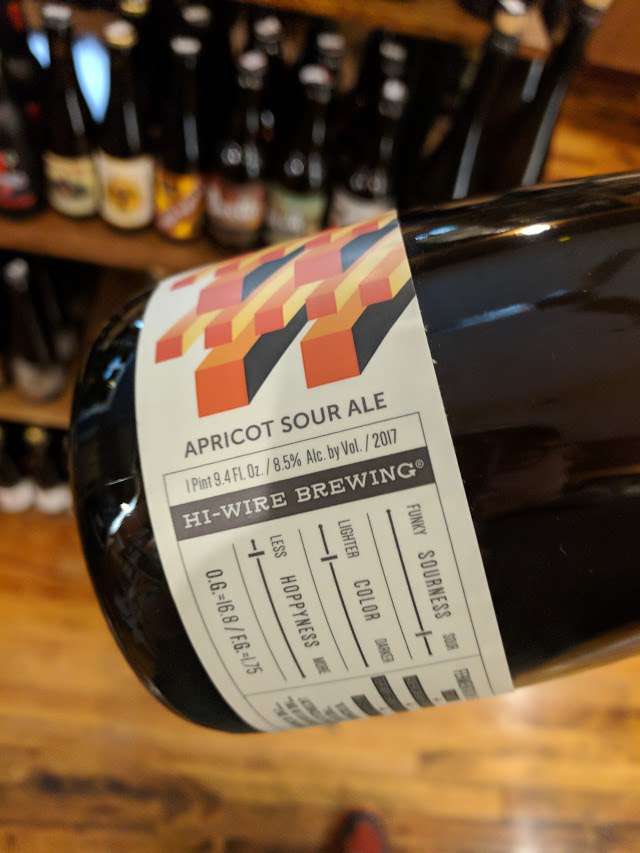 APRICOT SOUR ALE
1 Pint 9.4 FL Oz. / 8.5% Alc. by Vol. / 2017
HI-WIRE BREWING®
FUNKY SOURNESS SOUR
LIGHTER COLOR DARKER
LESS HOPPYNESS MORE
O.G.=16.8 / F.G.=1.75